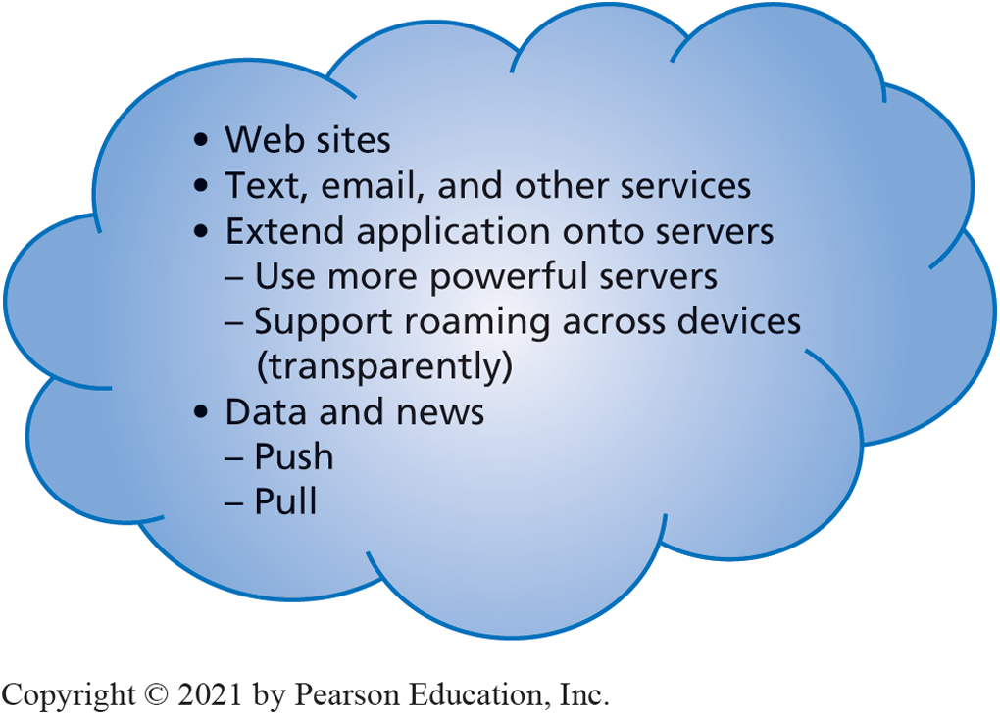 • Web sites
• Text, email, and other services
• Extend application onto servers
– Use more powerful servers
– Support roaming across devices
(transparently)
• Data and news
– Push
– Pull
Copyright © 2021 by Pearson Education, Inc.